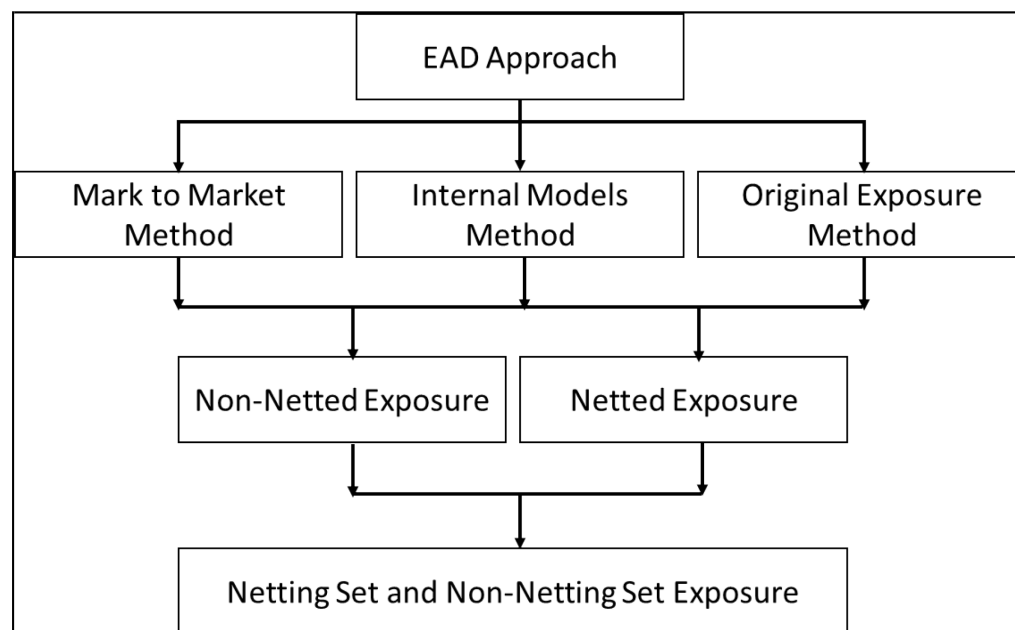 EAD Approach
Mark to Market
Method
Internal Models
Method
Original Exposure
Method
Non-Netted Exposure
Netted Exposure
Netting Set and Non-Netting Set Exposure